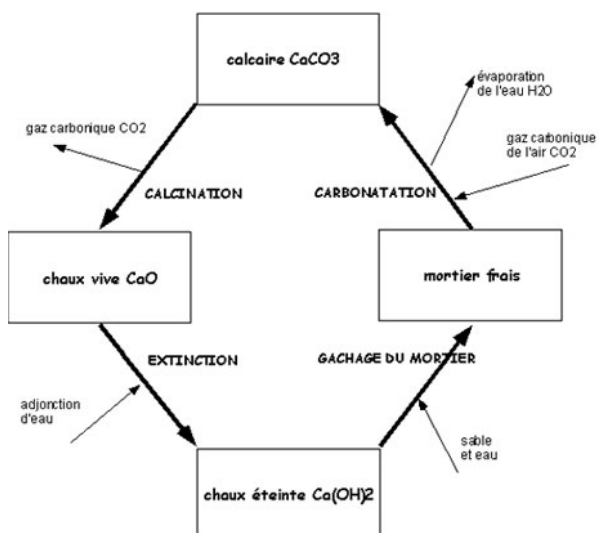 calcaire CaCO3
évaporation
de l'eau H2O
gaz carbonique CO2
gaz carbonique
de l'air CO2
CALCINATION
CARBONATATION
chaux vive CaO
mortier frais
EXTINCTION
GACHAGE DU MORTIER
adjonction
d'eau
sable
et eau
chaux éteinte Ca(OH)2